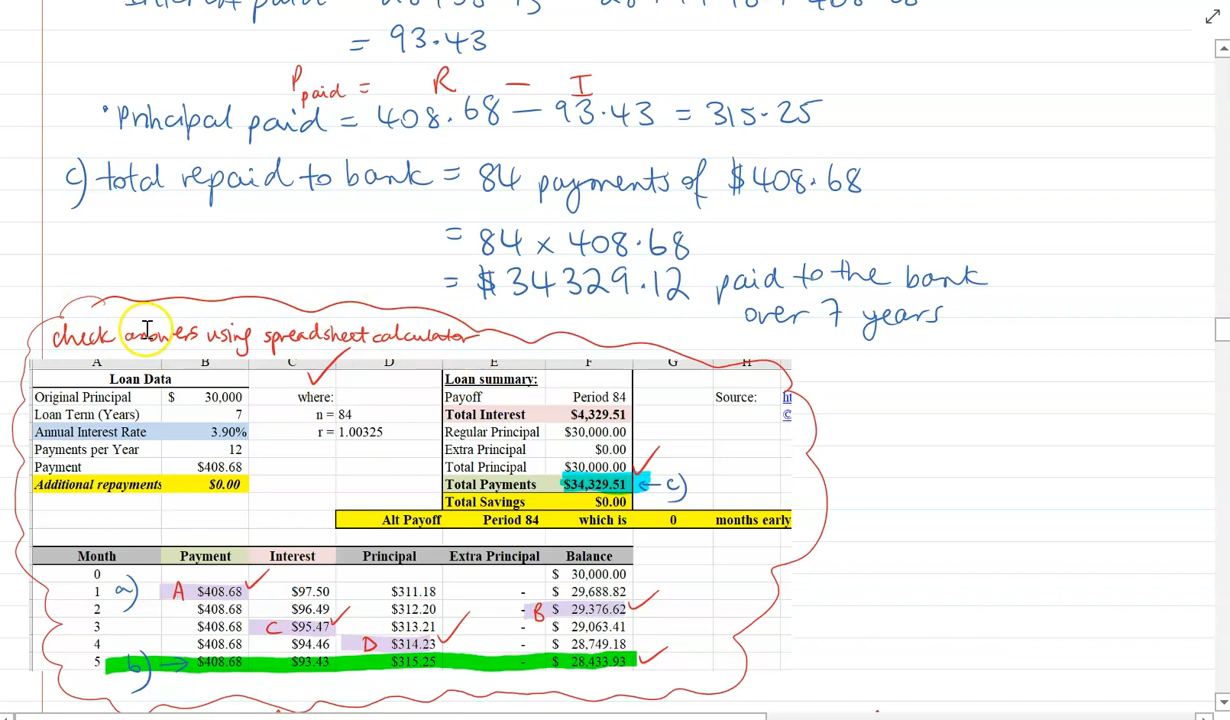 = 93.43
P paid = R — I
• Principal paid = 408.68 — 93.43 = 315.25
c) total repaid to bank = 84 payments of $408.68
= 84 × 408.68
= $34329.12 paid to the bank
over 7 years
check answers using spreadsheet calculator
A B C D E F G H
Loan Data Loan summary:
Original Principal $ 30,000 where: Payoff Period 84 Source: ht
Loan Term (Years) 7 n = 84 Total Interest $4,329.51 ©
Annual Interest Rate 3.90% r = 1.00325 Regular Principal $30,000.00
Payments per Year 12 Extra Principal $0.00
Payment $408.68 Total Principal $30,000.00
Additional repayments $0.00 Total Payments $34,329.51 ← c)
Total Savings $0.00
Alt Payoff Period 84 which is 0 months early
Month Payment Interest Principal Extra Principal Balance
0 $ 30,000.00
1 a) A $408.68 $97.50 $311.18 - $ 29,688.82
2 $408.68 $96.49 $312.20 - B $ 29,376.62
3 $408.68 C $95.47 $313.21 - $ 29,063.41
4 $408.68 $94.46 D $314.23 - $ 28,749.18
5 b) → $408.68 $93.43 $315.25 - $ 28,433.93